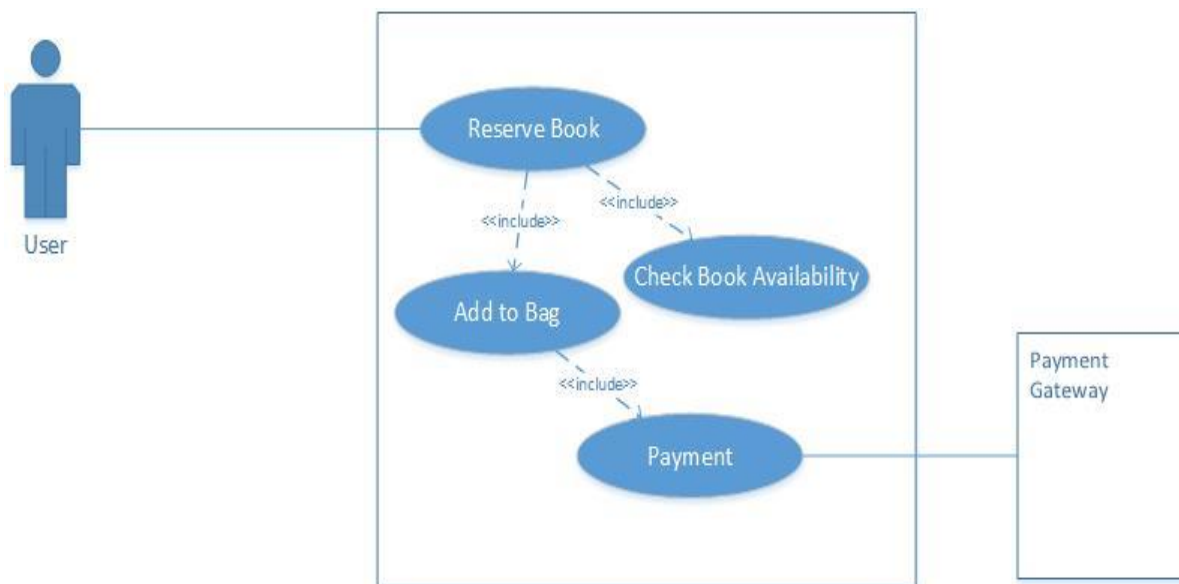 Reserve Book
<<include>>
<<include>>
User
Check Book Availability
Add to Bag
Payment
Gateway
<<include>>
Payment